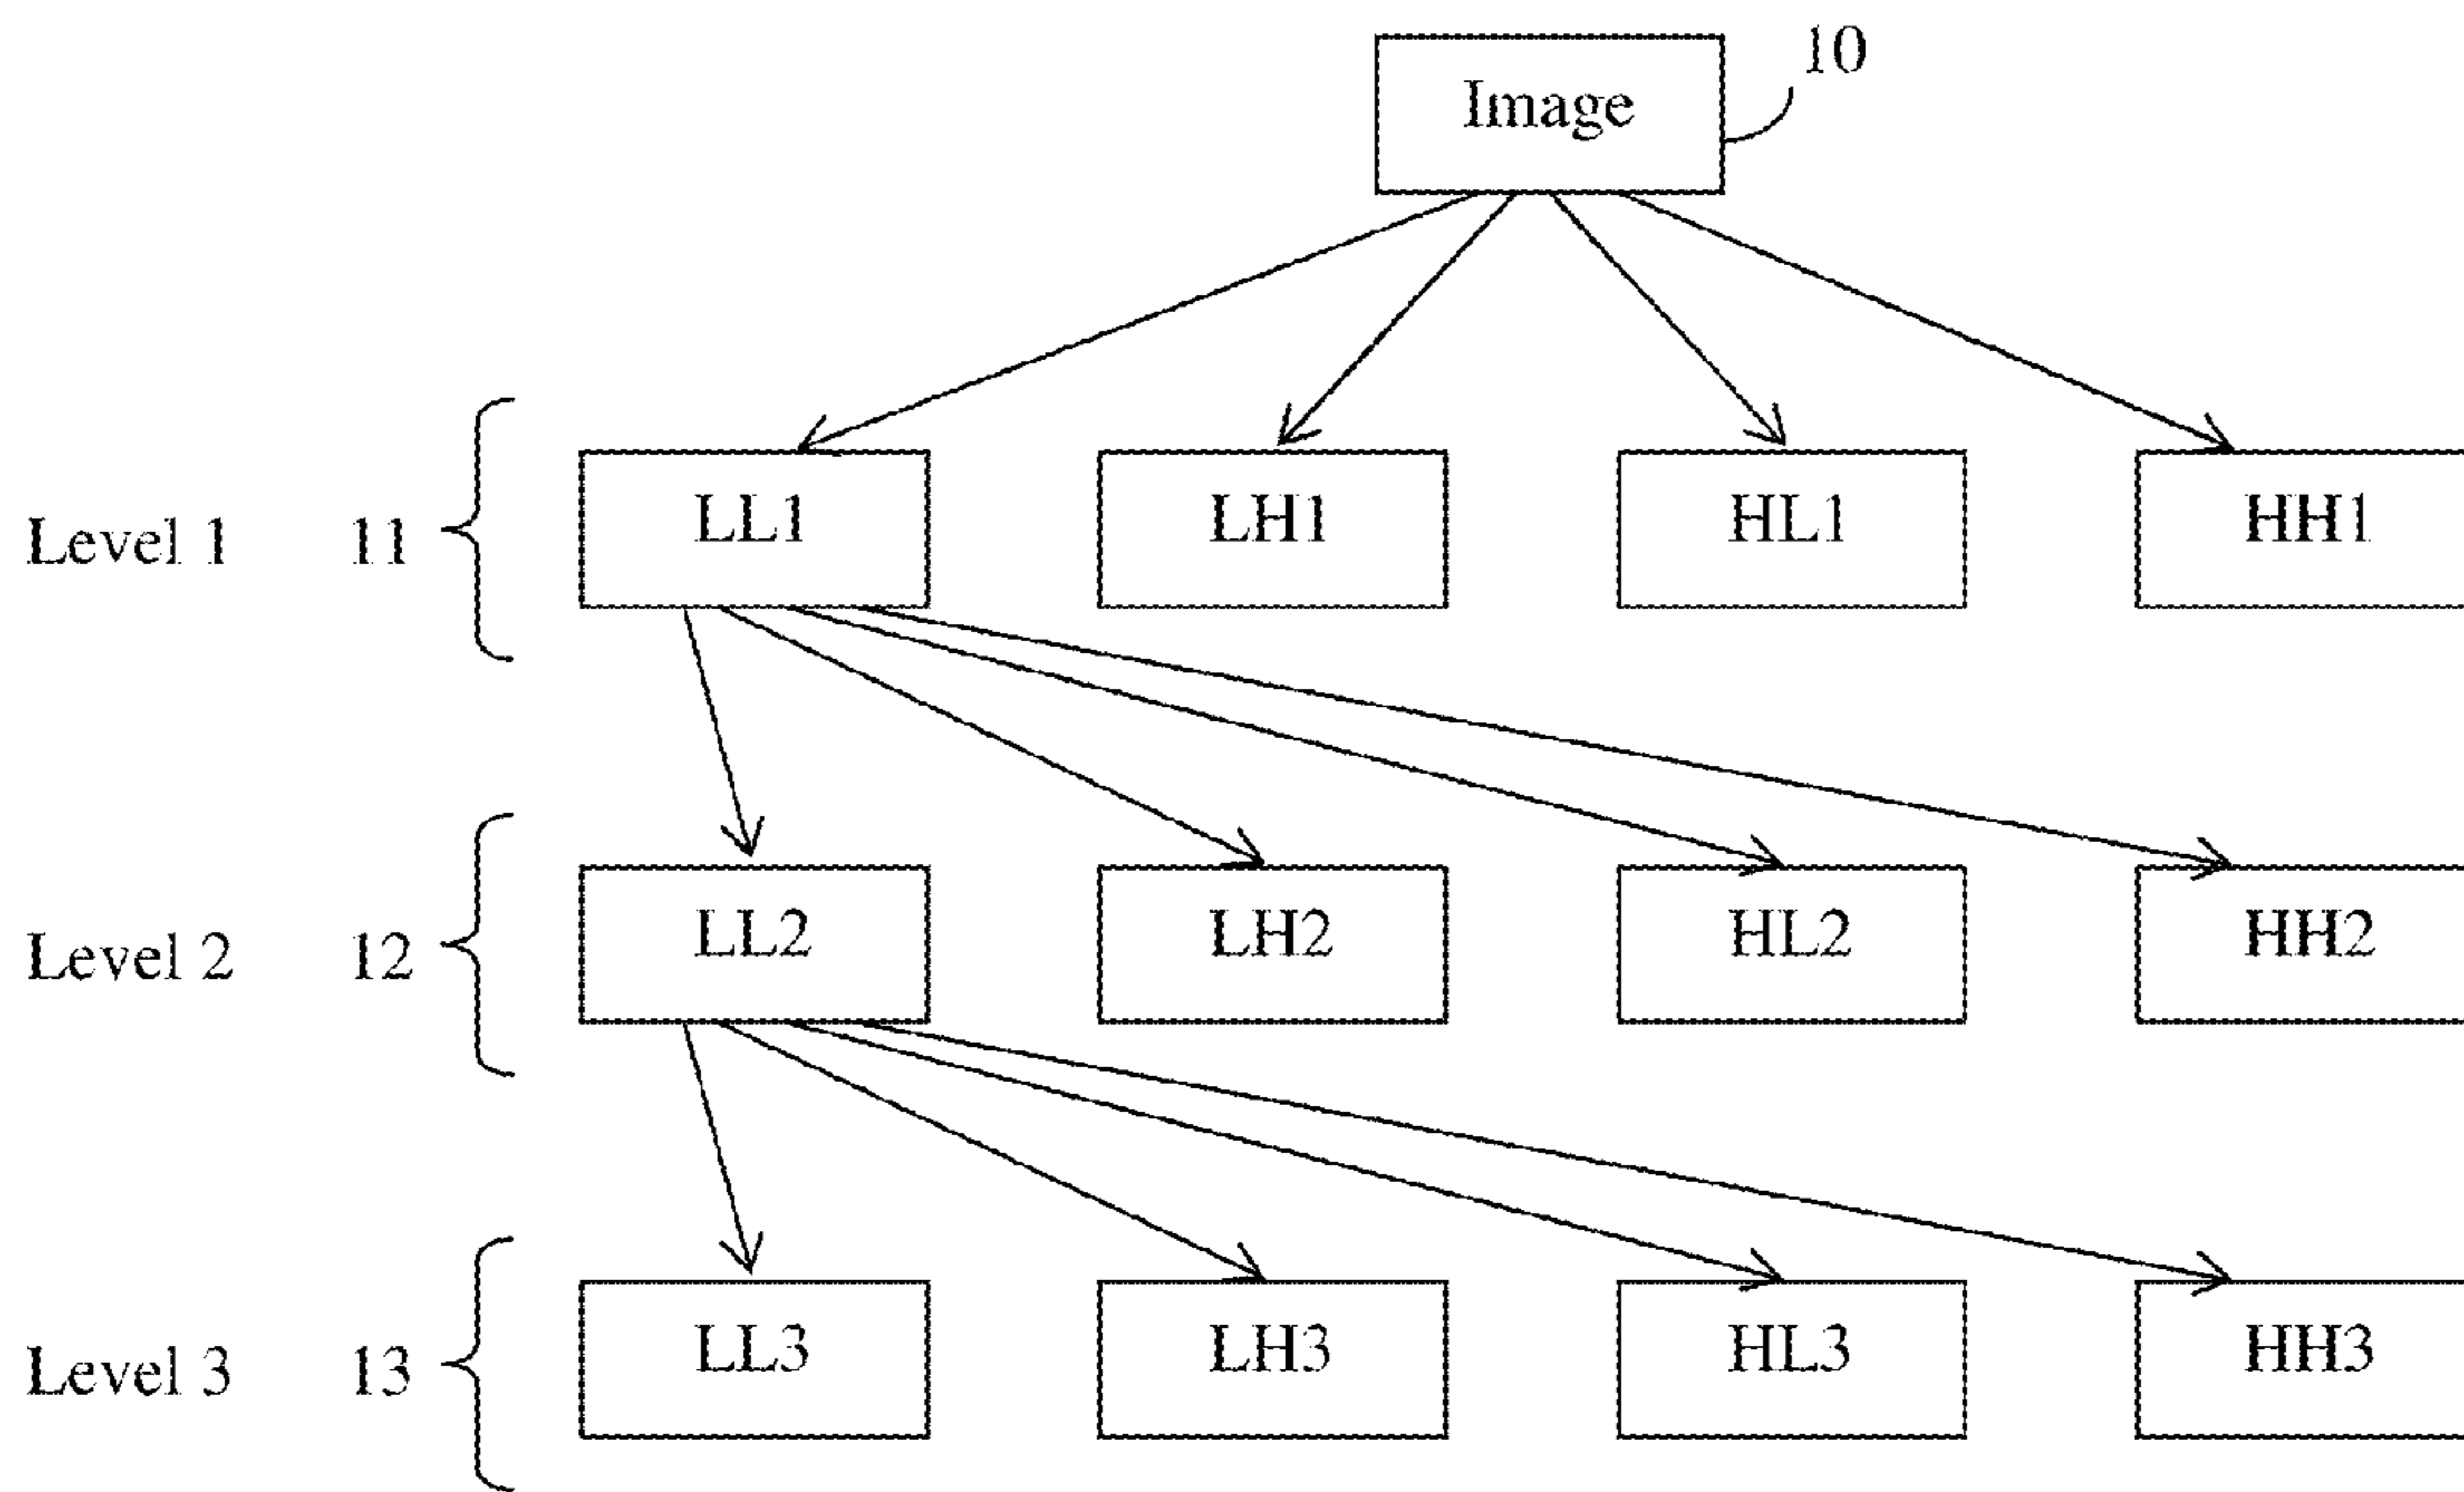 Image 10
Level 1 11 LL1 LH1 HL1 HH1
Level 2 12 LL2 LH2 HL2 HH2
Level 3 13 LL3 LH3 HL3 HH3